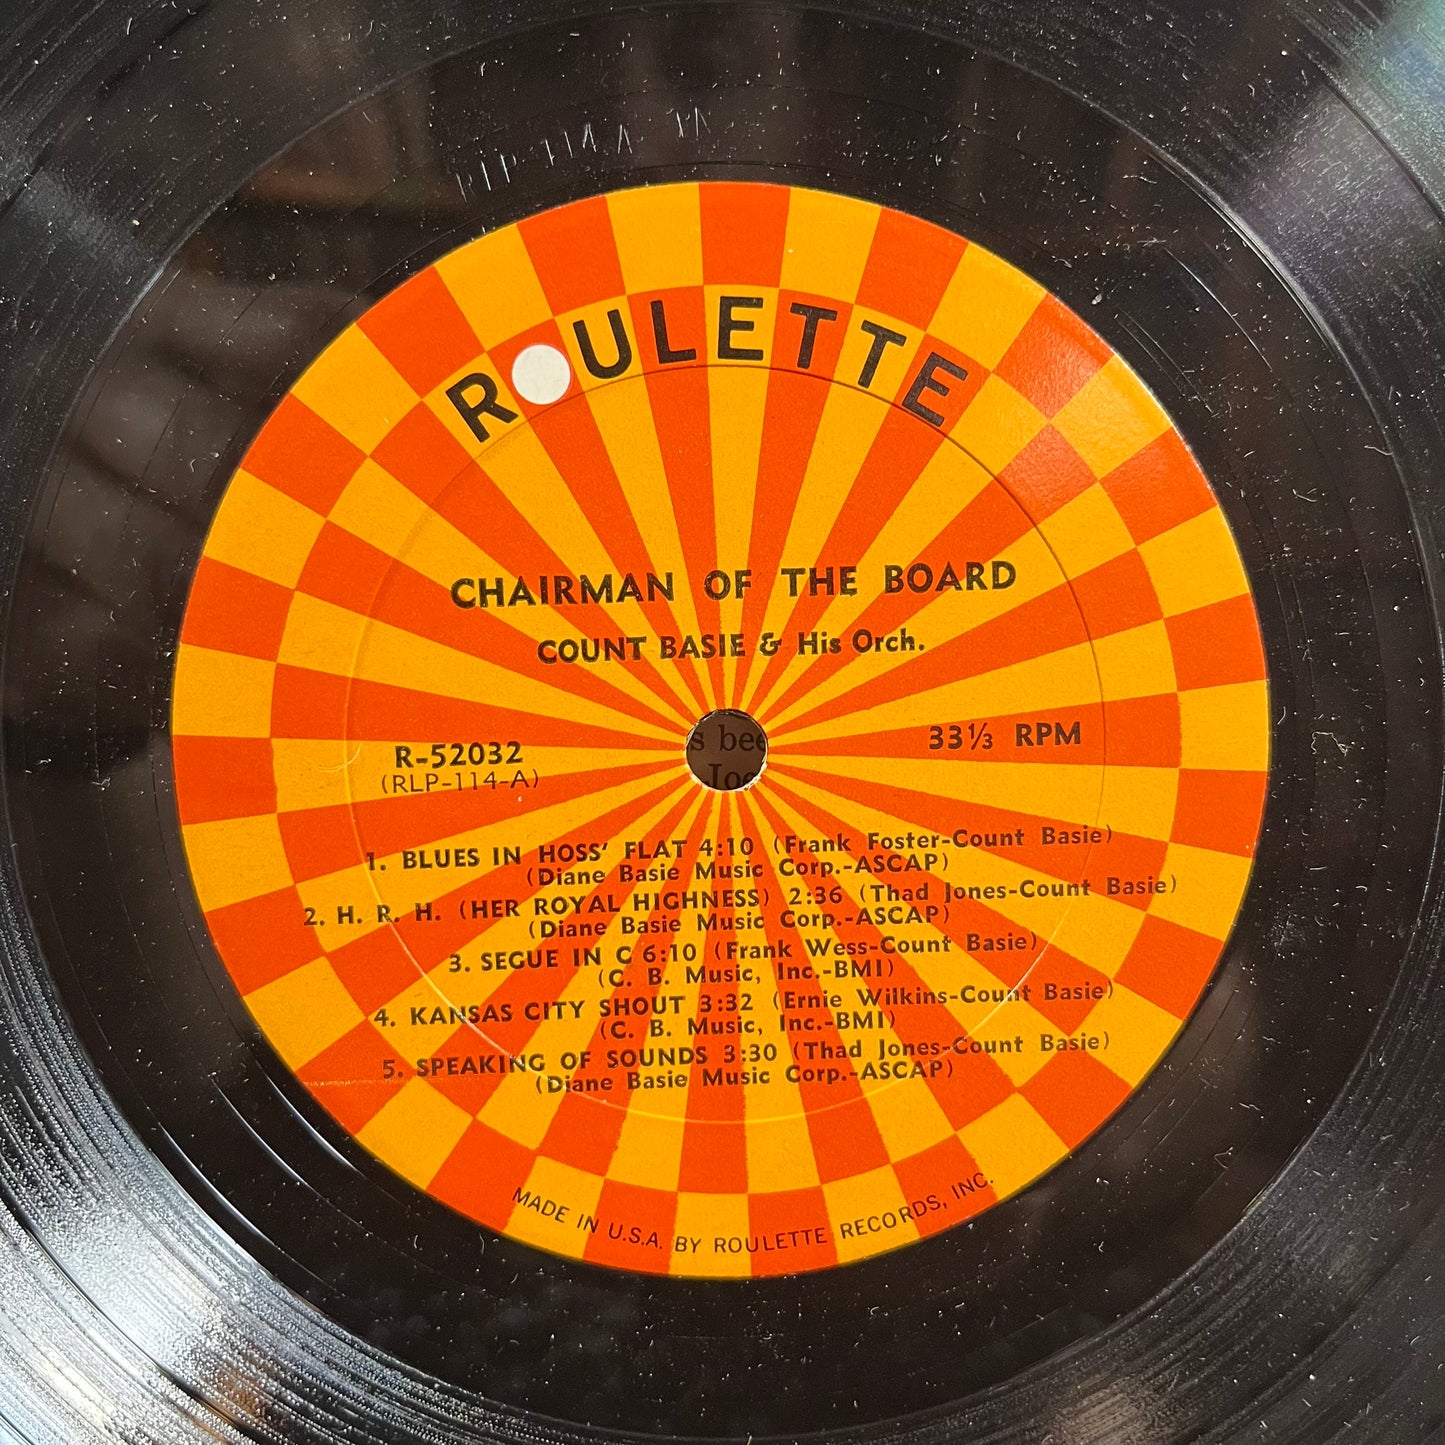 RLP-114A 1A
ROULETTE
CHAIRMAN OF THE BOARD
COUNT BASIE & His Orch.
s bee
R-52032
33⅓ RPM
(RLP-114-A)
1. BLUES IN HOSS' FLAT 4:10 (Frank Foster-Count Basie)
(Diane Basie Music Corp.-ASCAP)
2. H. R. H. (HER ROYAL HIGHNESS) 2:36 (Thad Jones-Count Basie)
(Diane Basie Music Corp.-ASCAP)
3. SEGUE IN C 6:10 (Frank Wess-Count Basie)
(C. B. Music, Inc.-BMI)
4. KANSAS CITY SHOUT 3:32 (Ernie Wilkins-Count Basie)
(C. B. Music, Inc.-BMI)
5. SPEAKING OF SOUNDS 3:30 (Thad Jones-Count Basie)
(Diane Basie Music Corp.-ASCAP)
MADE IN U.S.A. BY ROULETTE RECORDS, INC.